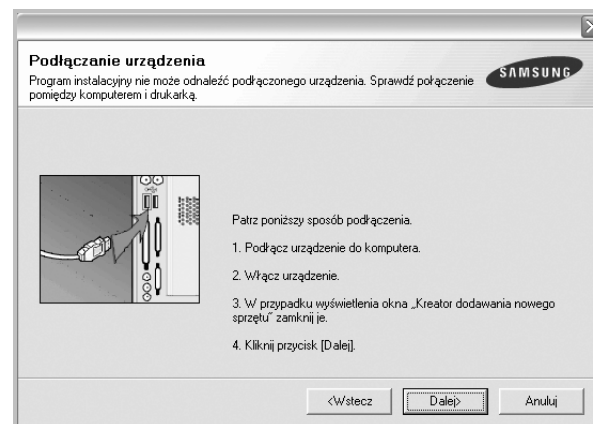 Podłączanie urządzenia
Program instalacyjny nie może odnaleźć podłączonego urządzenia. Sprawdź połączenie
pomiędzy komputerem i drukarką.
SAMSUNG
Patrz poniższy sposób podłączenia.
1. Podłącz urządzenie do komputera.
2. Włącz urządzenie.
3. W przypadku wyświetlenia okna „Kreator dodawania nowego
sprzętu" zamknij je.
4. Kliknij przycisk [Dalej].
<Wstecz
Dalej>
Anuluj